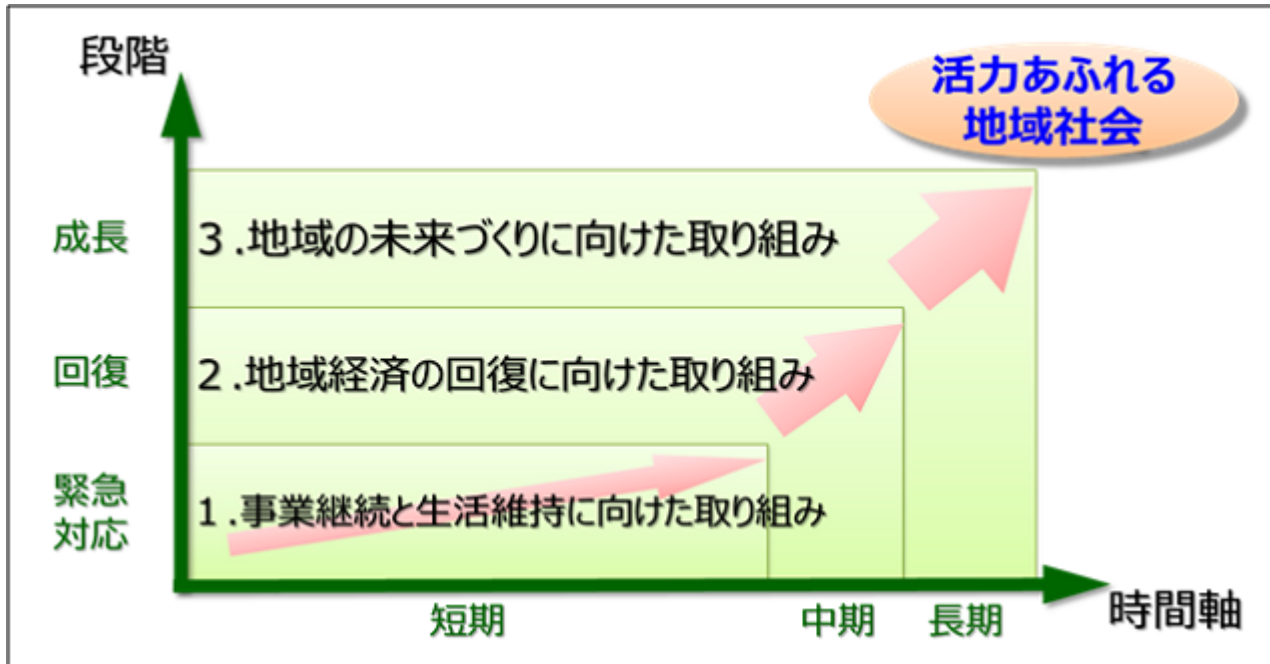 段階
活力あふれる
地域社会
成長
3.地域の未来づくりに向けた取り組み
回復
2.地域経済の回復に向けた取り組み
緊急
対応
1.事業継続と生活維持に向けた取り組み
短期
中期
長期
時間軸